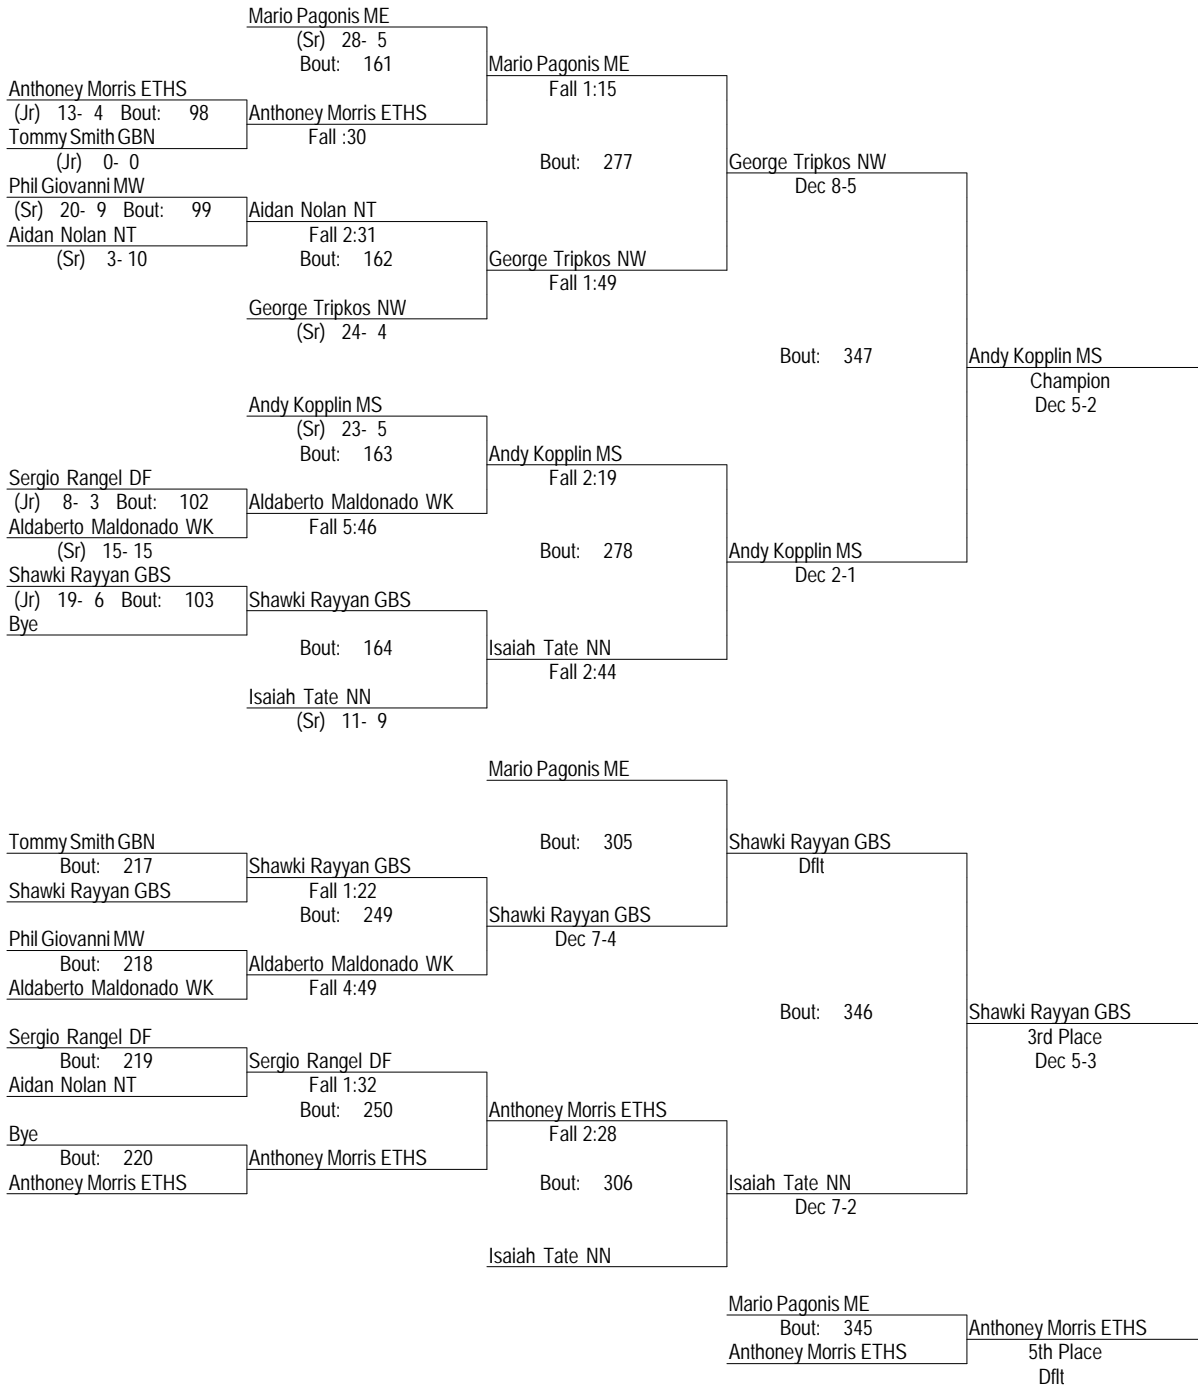 Mario Pagonis ME
(Sr) 28- 5
Bout: 161
Mario Pagonis ME
Fall 1:15
Anthoney Morris ETHS
(Jr) 13- 4 Bout: 98
Anthoney Morris ETHS
Tommy Smith GBN
Fall :30
(Jr) 0- 0
Bout: 277
George Tripkos NW
Dec 8-5
Phil Giovanni MW
(Sr) 20- 9 Bout: 99
Aidan Nolan NT
Aidan Nolan NT
Fall 2:31
(Sr) 3- 10
Bout: 162
George Tripkos NW
Fall 1:49
George Tripkos NW
(Sr) 24- 4
Bout: 347
Andy Kopplin MS
Champion
Dec 5-2
Andy Kopplin MS
(Sr) 23- 5
Bout: 163
Andy Kopplin MS
Fall 2:19
Sergio Rangel DF
(Jr) 8- 3 Bout: 102
Aldaberto Maldonado WK
Aldaberto Maldonado WK
Fall 5:46
(Sr) 15- 15
Bout: 278
Andy Kopplin MS
Dec 2-1
Shawki Rayyan GBS
(Jr) 19- 6 Bout: 103
Shawki Rayyan GBS
Bye
Bout: 164
Isaiah Tate NN
Fall 2:44
Isaiah Tate NN
(Sr) 11- 9
Mario Pagonis ME
Bout: 305
Shawki Rayyan GBS
Dflt
Tommy Smith GBN
Bout: 217
Shawki Rayyan GBS
Shawki Rayyan GBS
Fall 1:22
Bout: 249
Shawki Rayyan GBS
Dec 7-4
Phil Giovanni MW
Bout: 218
Aldaberto Maldonado WK
Aldaberto Maldonado WK
Fall 4:49
Bout: 346
Shawki Rayyan GBS
3rd Place
Dec 5-3
Sergio Rangel DF
Bout: 219
Sergio Rangel DF
Aidan Nolan NT
Fall 1:32
Bout: 250
Anthoney Morris ETHS
Fall 2:28
Bye
Bout: 220
Anthoney Morris ETHS
Anthoney Morris ETHS
Bout: 306
Isaiah Tate NN
Dec 7-2
Isaiah Tate NN
Mario Pagonis ME
Bout: 345
Anthoney Morris ETHS
Anthoney Morris ETHS
5th Place
Dflt